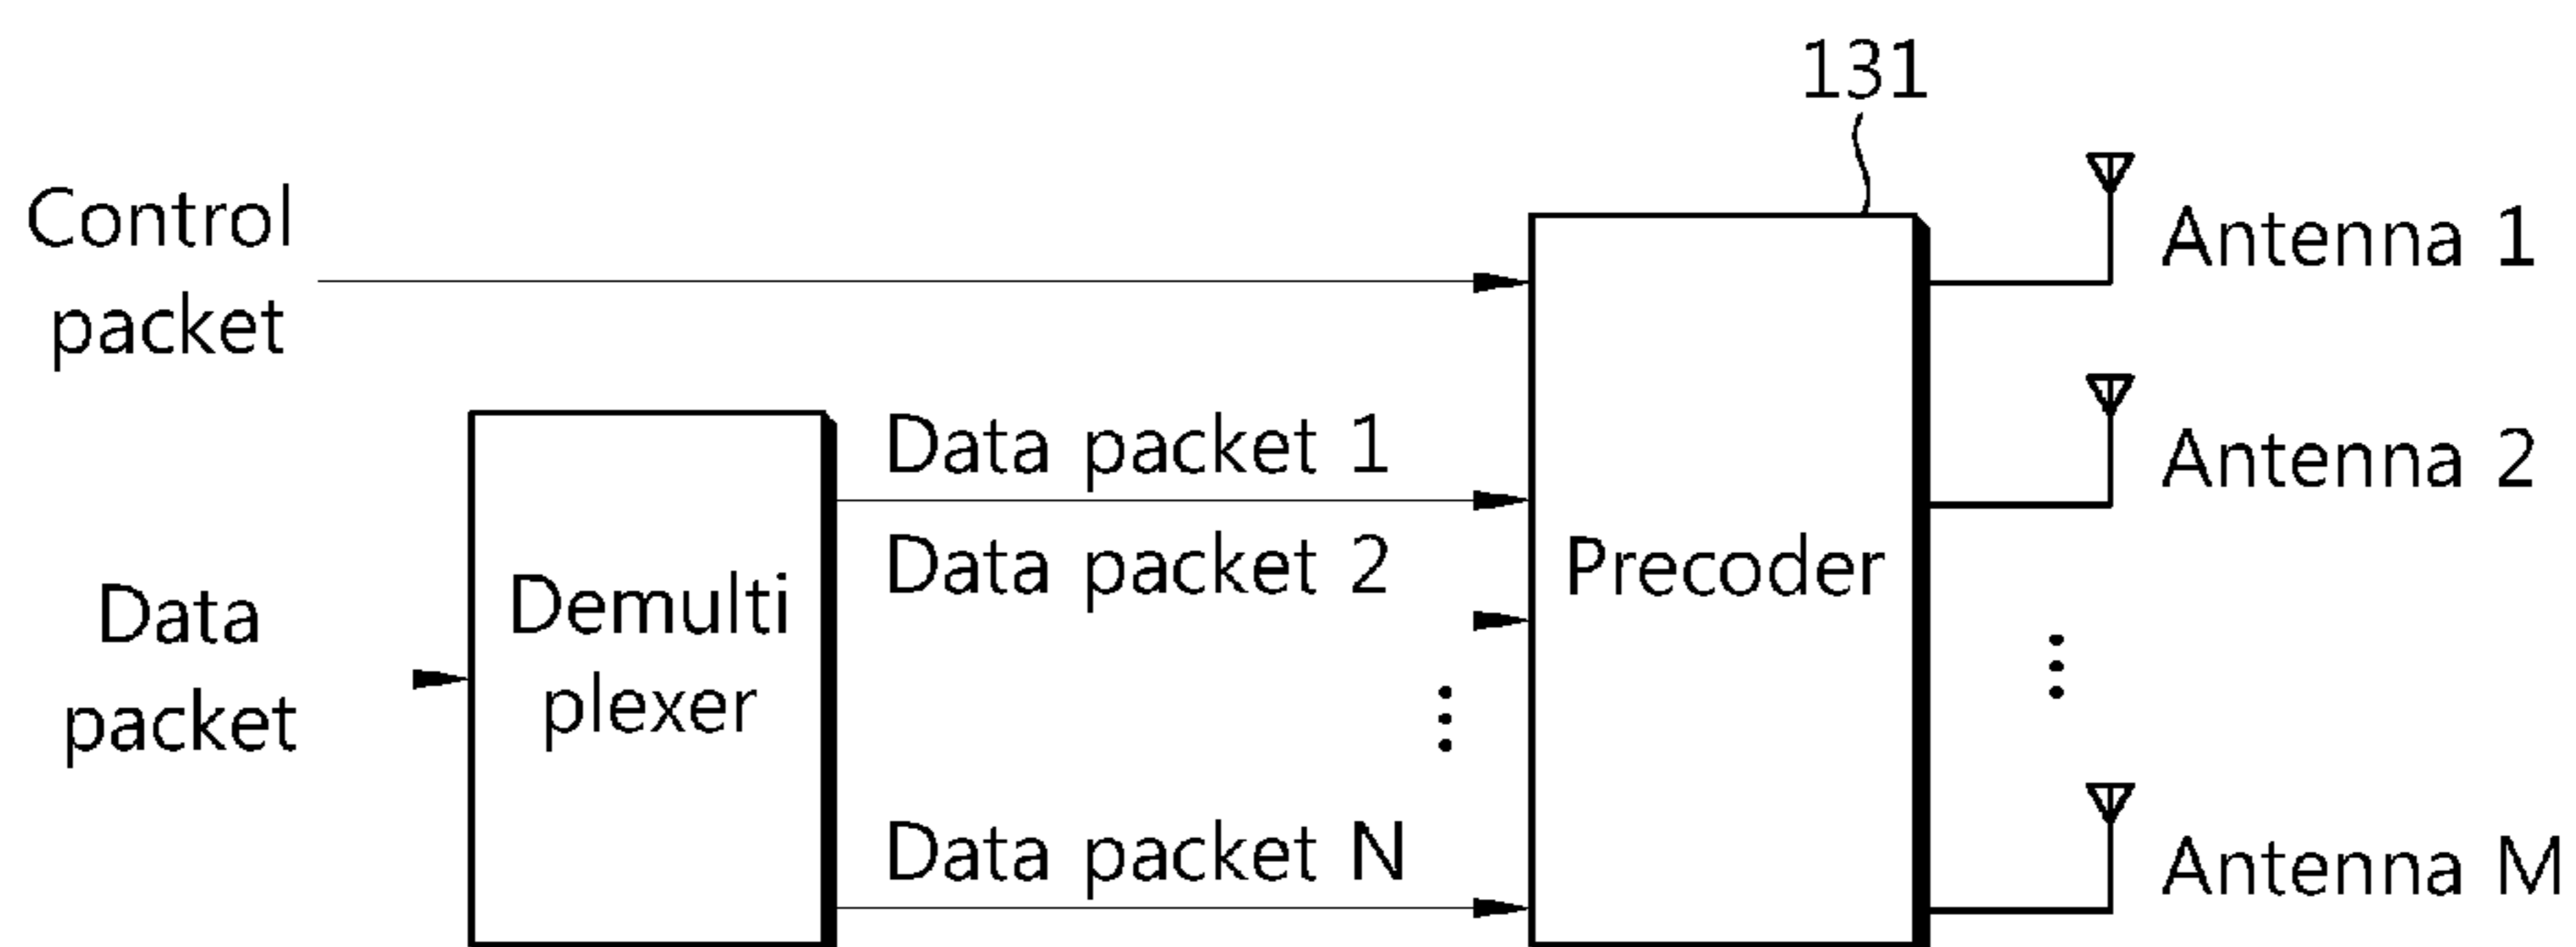 131
Control
packet
Antenna 1
Data packet 1
Antenna 2
Data packet 2
Precoder
Data
packet
Demulti
plexer
Data packet N
Antenna M